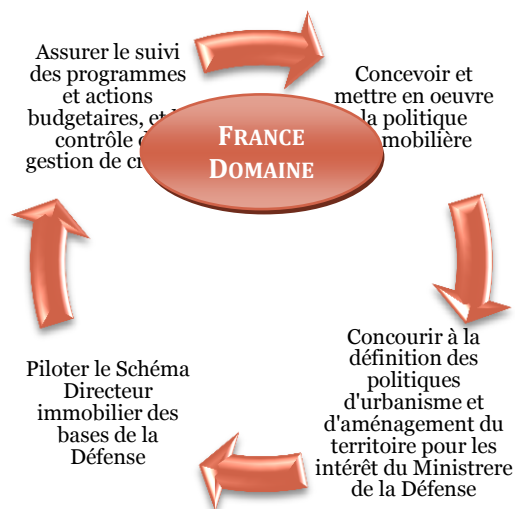 Assurer le suivi
des programmes
et actions
budgetaires, et
contrôle
gestion de
FRANCE
DOMAINE
Concevoir et
mettre en oeuvre
la politique
mobilière
Concourir à la
définition des
politiques
d'urbanisme et
d'aménagement du
territoire pour les
intérêt du Ministrere
de la Défense
Piloter le Schéma
Directeur
immobilier des
bases de la
Défense